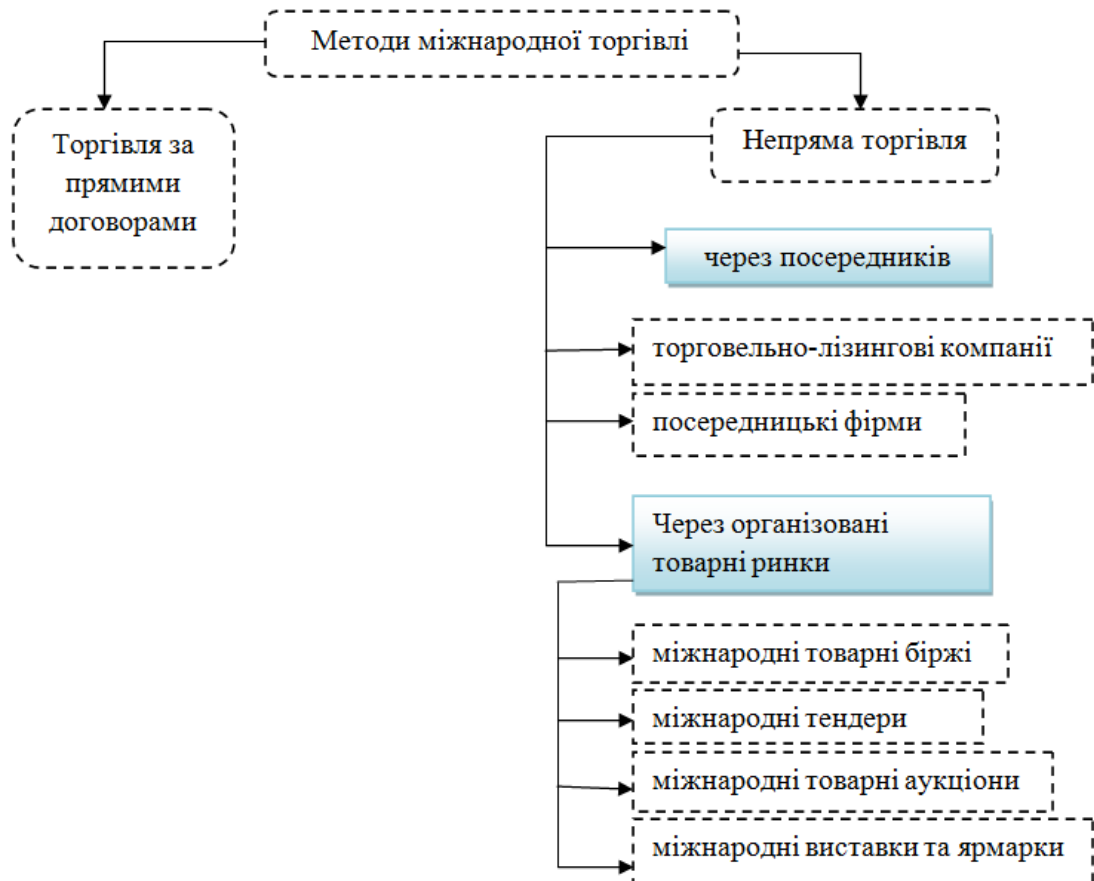 Методи міжнародної торгівлі
Торгівля за
прямими
договорами
Непряма торгівля
через посередників
торговельно-лізингові компанії
посередницькі фірми
Через організовані
товарні ринки
міжнародні товарні біржі
міжнародні тендери
міжнародні товарні аукціони
міжнародні виставки та ярмарки